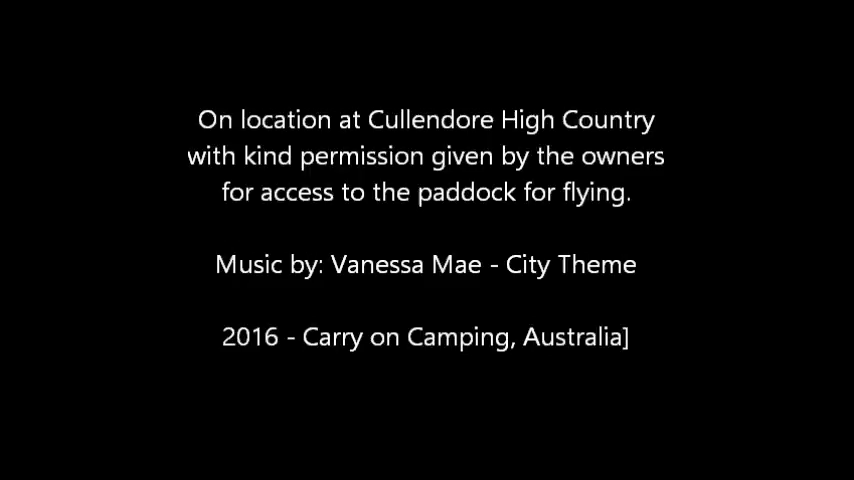 On location at Cullendore High Country
with kind permission given by the owners
for access to the paddock for flying.
Music by: Vanessa Mae - City Theme
2016 - Carry on Camping, Australia]